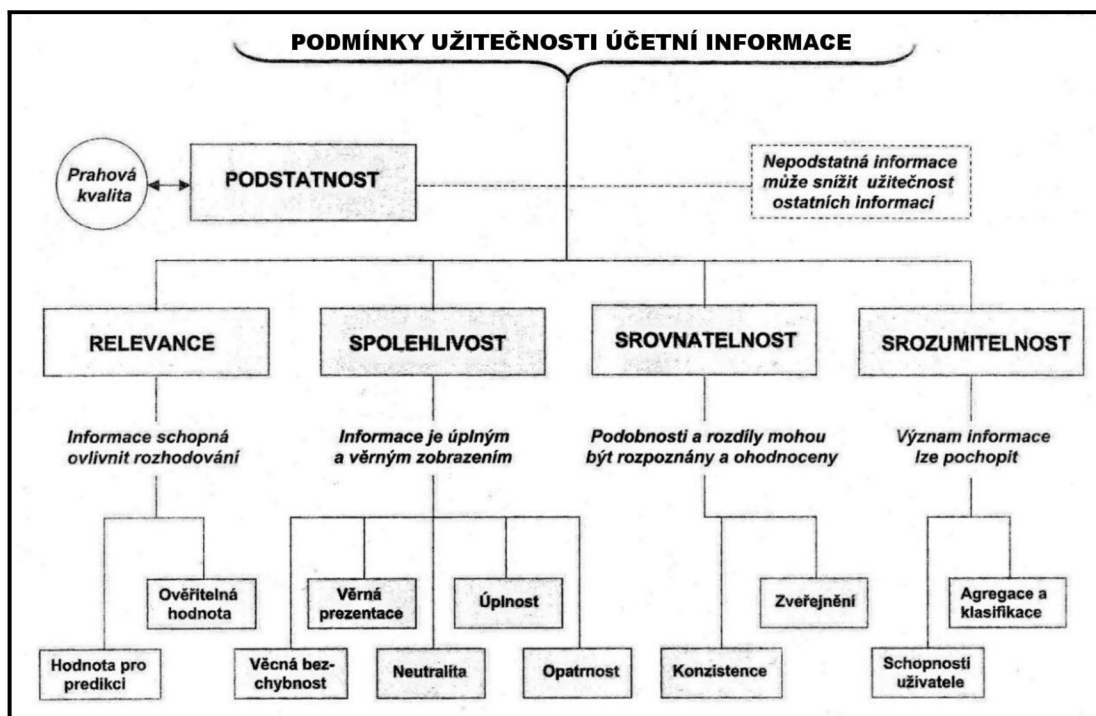 PODMÍNKY UŽITEČNOSTI ÚČETNÍ INFORMACE
Prahová
kvalita
PODSTATNOST
Nepodstatná informace
může snížit užitečnost
ostatních informací
RELEVANCE
SPOLEHLIVOST
SROVNATELNOST
SROZUMITELNOST
Informace schopná
ovlivnit rozhodování
Informace je úplným
a věrným zobrazením
Podobnosti a rozdíly mohou
být rozpoznány a ohodnoceny
Význam informace
lze pochopit
Ověřitelná
hodnota
Věrná
prezentace
Úplnost
Zveřejnění
Agregace a
klasifikace
Hodnota pro
predikci
Věcná bez-
chybnost
Neutralita
Opatrnost
Konzistence
Schopnosti
uživatele